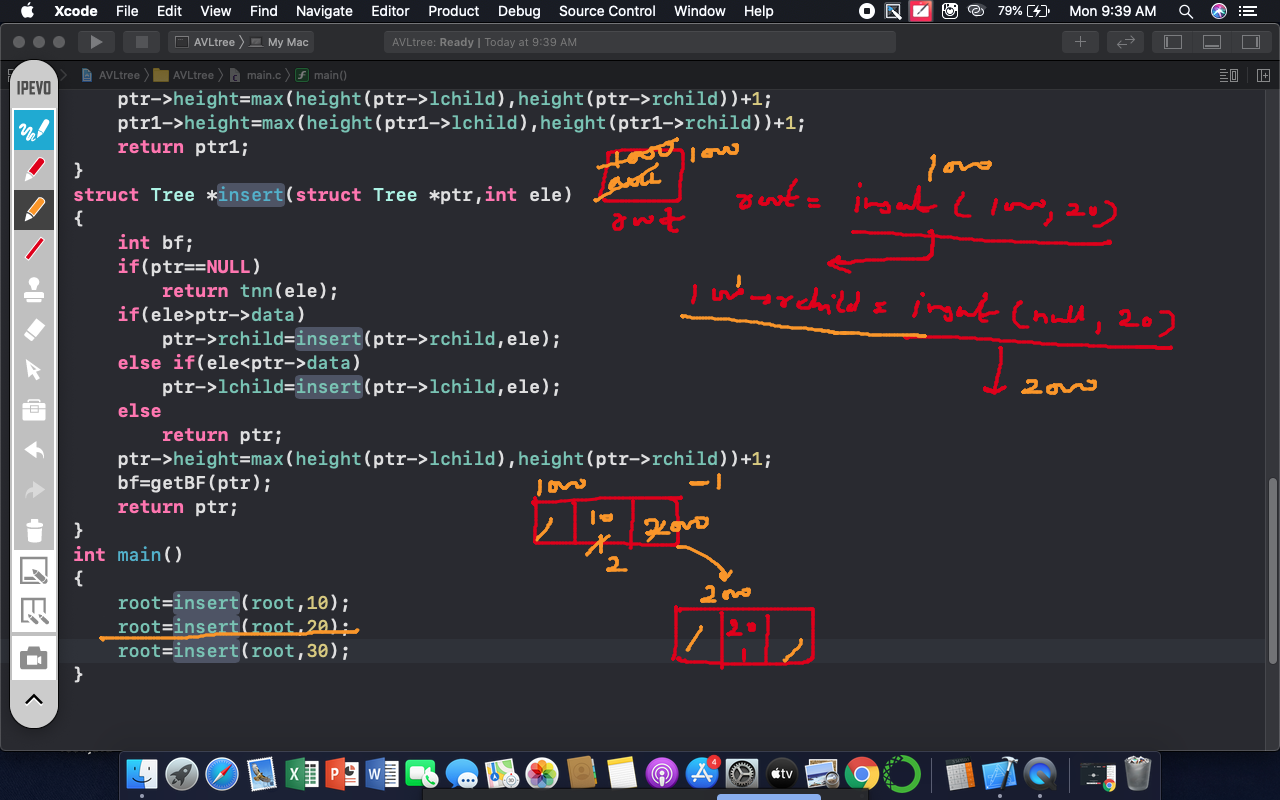 Xcode File Edit View Find Navigate Editor Product Debug Source Control Window Help 79% Mon 9:39 AM
AVLtree 〉 My Mac
AVLtree: Ready | Today at 9:39 AM
IPEVO
AVLtree 〉 AVLtree 〉 main.c 〉 main()
ptr->height=max(height(ptr->lchild),height(ptr->rchild))+1;
ptr1->height=max(height(ptr1->lchild),height(ptr1->rchild))+1;
return ptr1;
}
struct Tree *insert(struct Tree *ptr,int ele)
{
int bf;
if(ptr==NULL)
return tnn(ele);
if(ele>ptr->data)
ptr->rchild=insert(ptr->rchild,ele);
else if(ele<ptr->data)
ptr->lchild=insert(ptr->lchild,ele);
else
return ptr;
ptr->height=max(height(ptr->lchild),height(ptr->rchild))+1;
bf=getBF(ptr);
return ptr;
}
int main()
{
root=insert(root,10);
root=insert(root,20);
root=insert(root,30);
}
1000 1000
null
root
1000
root = insert ( 1000, 20)
1000→rchild = insert (null, 20)
2000
1000 -1
10 2000
1
2
2000
20
1
4
tv